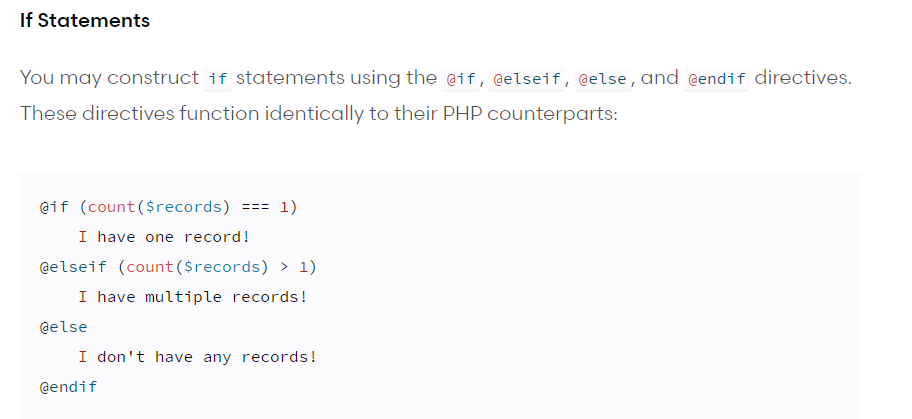 If Statements
You may construct if statements using the @if, @elseif, @else, and @endif directives.
These directives function identically to their PHP counterparts:
@if (count($records) === 1)
    I have one record!
@elseif (count($records) > 1)
    I have multiple records!
@else
    I don't have any records!
@endif